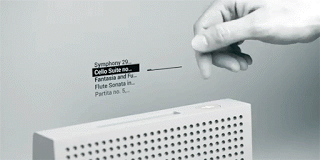 Symphony 29...
Cello Suite no...
Fantasia and Fu...
Flute Sonata in...
Partita no. 5...